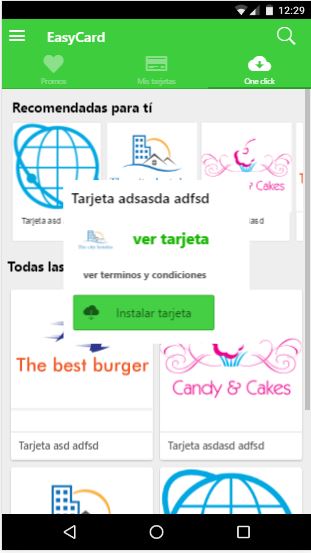 12:29
EasyCard
Promos
Mis tarjetas
One click
Recomendadas para tí
& Cakes
Tarjeta asd
asd
Tarjeta adsasda adfsd
ver tarjeta
ver terminos y condiciones
Instalar tarjeta
Todas las
The best burger
Candy & Cakes
Tarjeta asd adfsd
Tarjeta asdasd adfsd